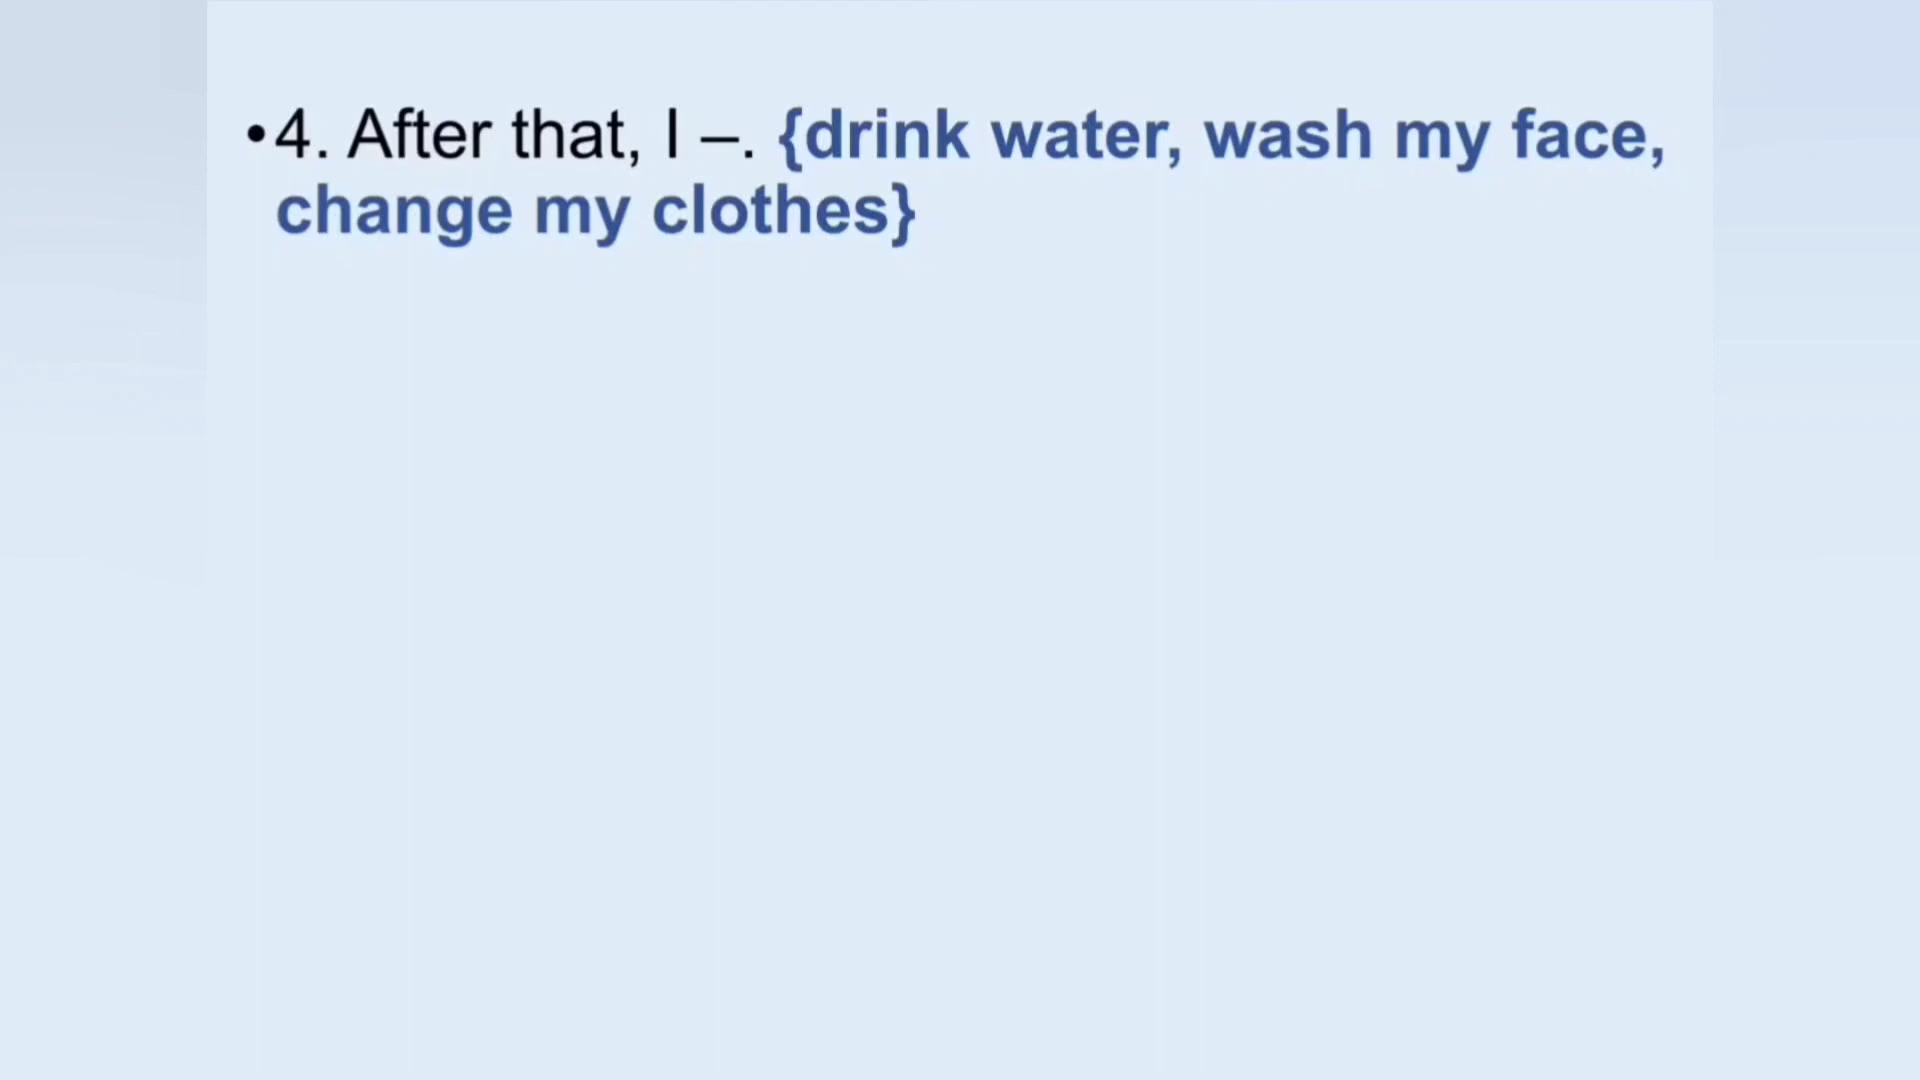 •4. After that, I –. {drink water, wash my face,
change my clothes}